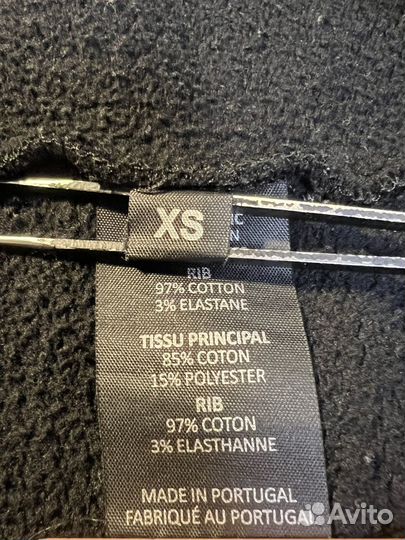 XS
RIB
97% COTTON
3% ELASTANE
TISSU PRINCIPAL
85% COTON
15% POLYESTER
RIB
97% COTON
3% ELASTHANNE
MADE IN PORTUGAL
FABRIQUÉ AU PORTUGAL
Avito